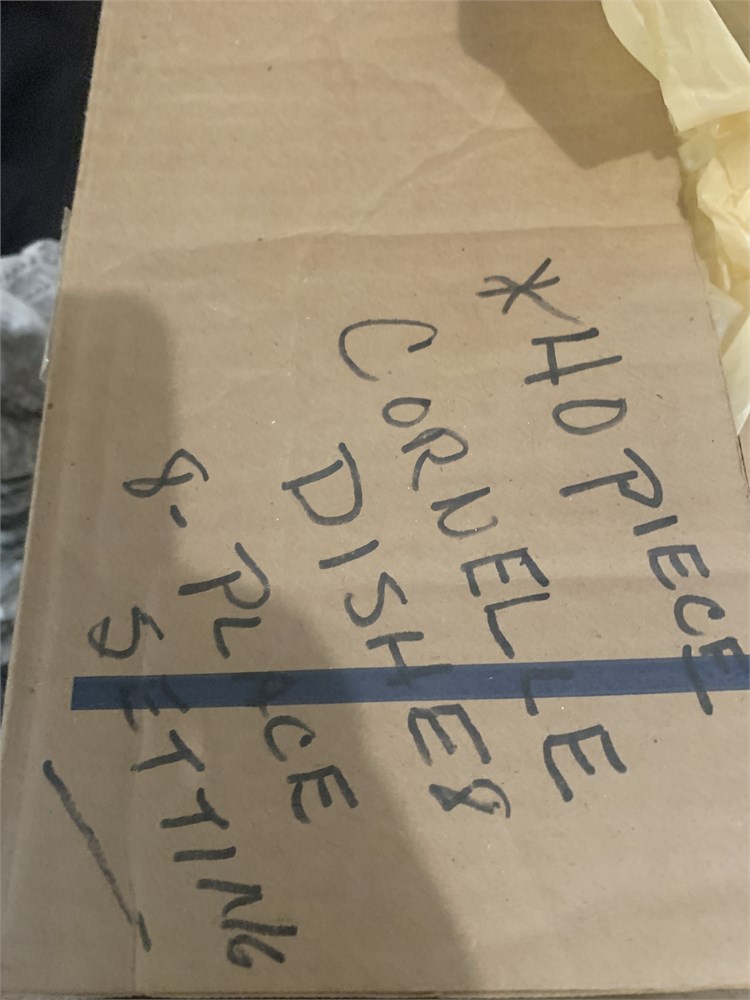 * 40 PIECE
CORNELLE
DISHES
8-PLACE
SETTING